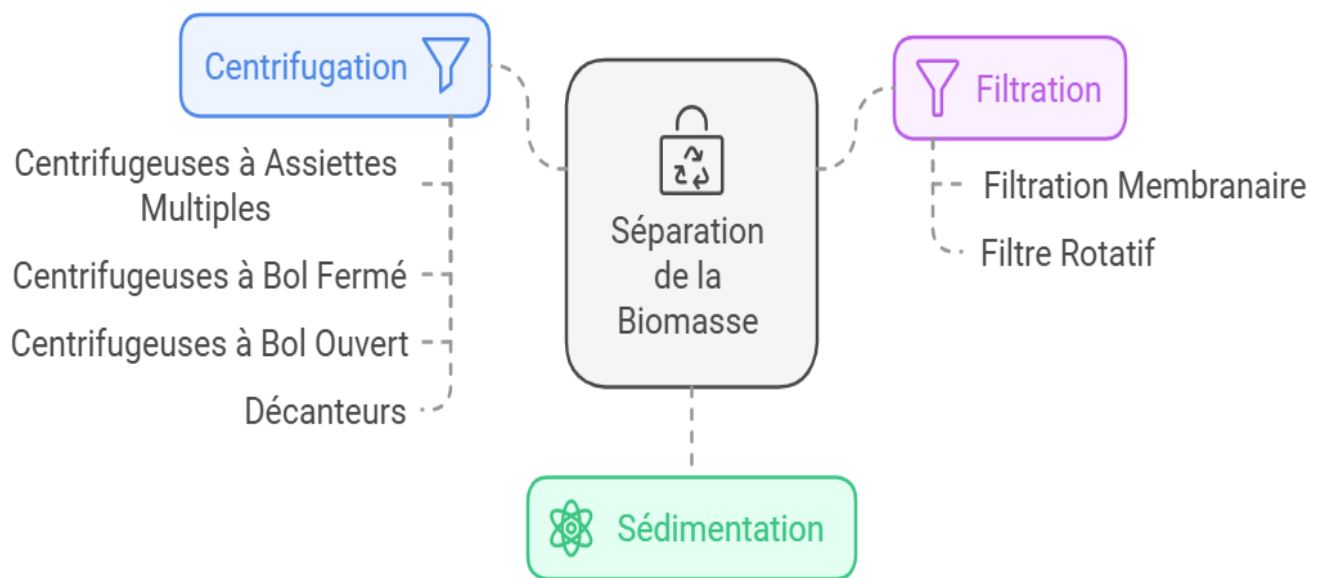 Centrifugation
Centrifugeuses à Assiettes
Multiples
Centrifugeuses à Bol Fermé
Centrifugeuses à Bol Ouvert
Décanteurs
Séparation
de la
Biomasse
Filtration
Filtration Membranaire
Filtre Rotatif
Sédimentation